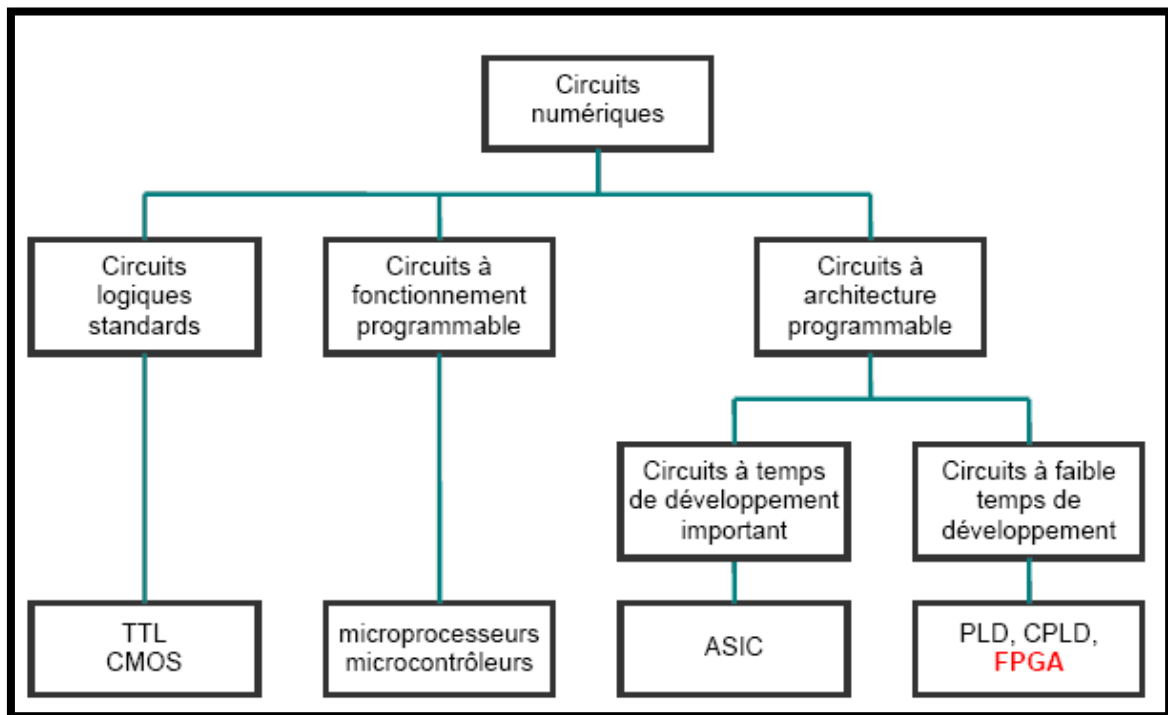 Circuits
numériques
Circuits
logiques
standards
Circuits à
fonctionnement
programmable
Circuits à
architecture
programmable
Circuits à temps
de développement
important
Circuits à faible
temps de
développement
TTL
CMOS
microprocesseurs
microcontrôleurs
ASIC
PLD, CPLD,
FPGA